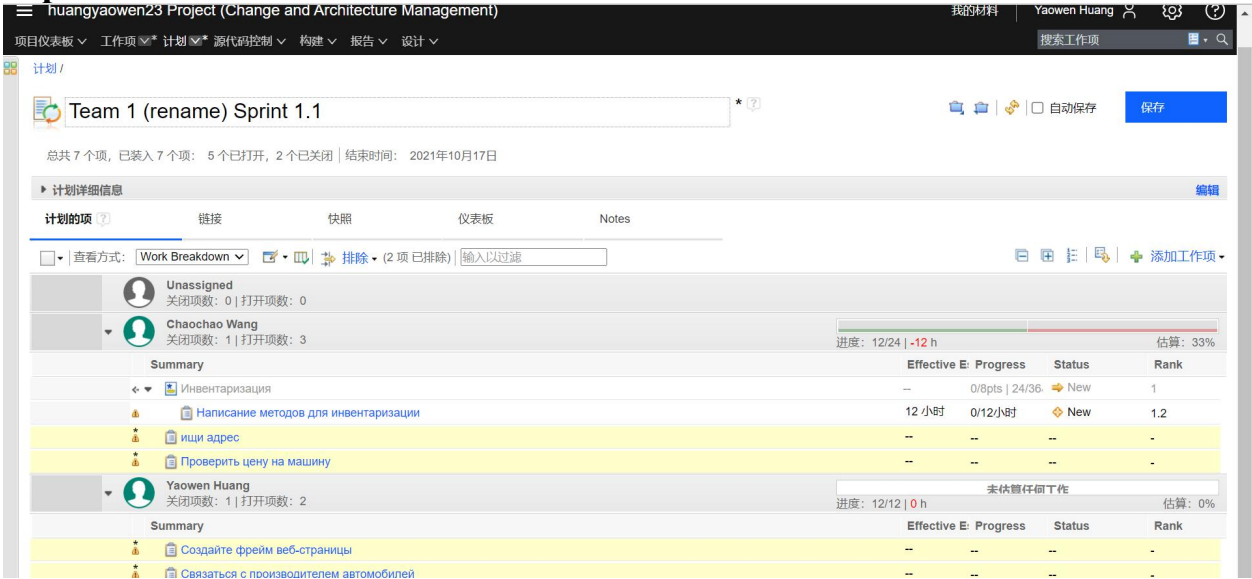 huangyaowen23 Project (Change and Architecture Management) 我的材料 Yaowen Huang
项目仪表板 工作项 * 计划 * 源代码控制 构建 报告 设计 搜索工作项
计划 /
Team 1 (rename) Sprint 1.1 * ? 自动保存 保存
总共 7 个项，已装入 7 个项： 5 个已打开，2 个已关闭 | 结束时间： 2021年10月17日
计划详细信息 编辑
计划的项 ? 链接 快照 仪表板 Notes
查看方式： Work Breakdown 排除 (2 项 已排除) 输入以过滤 添加工作项
Unassigned
关闭项数：0 | 打开项数：0
Chaochao Wang
关闭项数：1 | 打开项数：3 进度：12/24 | -12 h 估算：33%
Summary Effective E Progress Status Rank
Инвентаризация -- 0/8pts | 24/36 New 1
Написание методов для инвентаризации 12 小时 0/12小时 New 1.2
ищи адрес -- -- -- -
Проверить цену на машину -- -- -- -
Yaowen Huang 未估算任何工作
关闭项数：1 | 打开项数：2 进度：12/12 | 0 h 估算：0%
Summary Effective E Progress Status Rank
Создайте фрейм веб-страницы -- -- -- -
Связаться с производителем автомобилей -- -- -- -